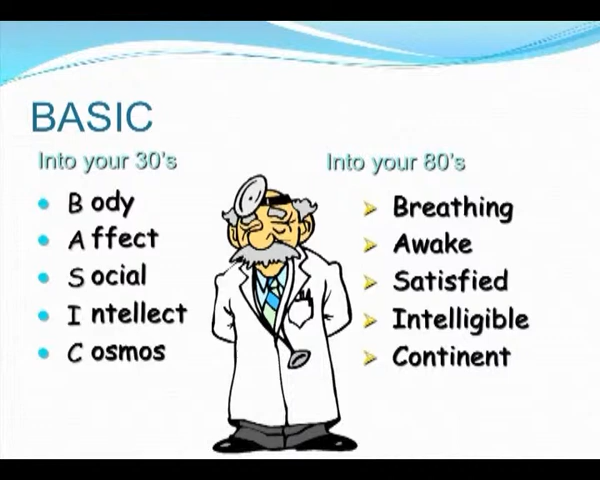 BASIC
Into your 30's
B ody
A ffect
S ocial
I ntellect
C osmos
Into your 80's
Breathing
Awake
Satisfied
Intelligible
Continent